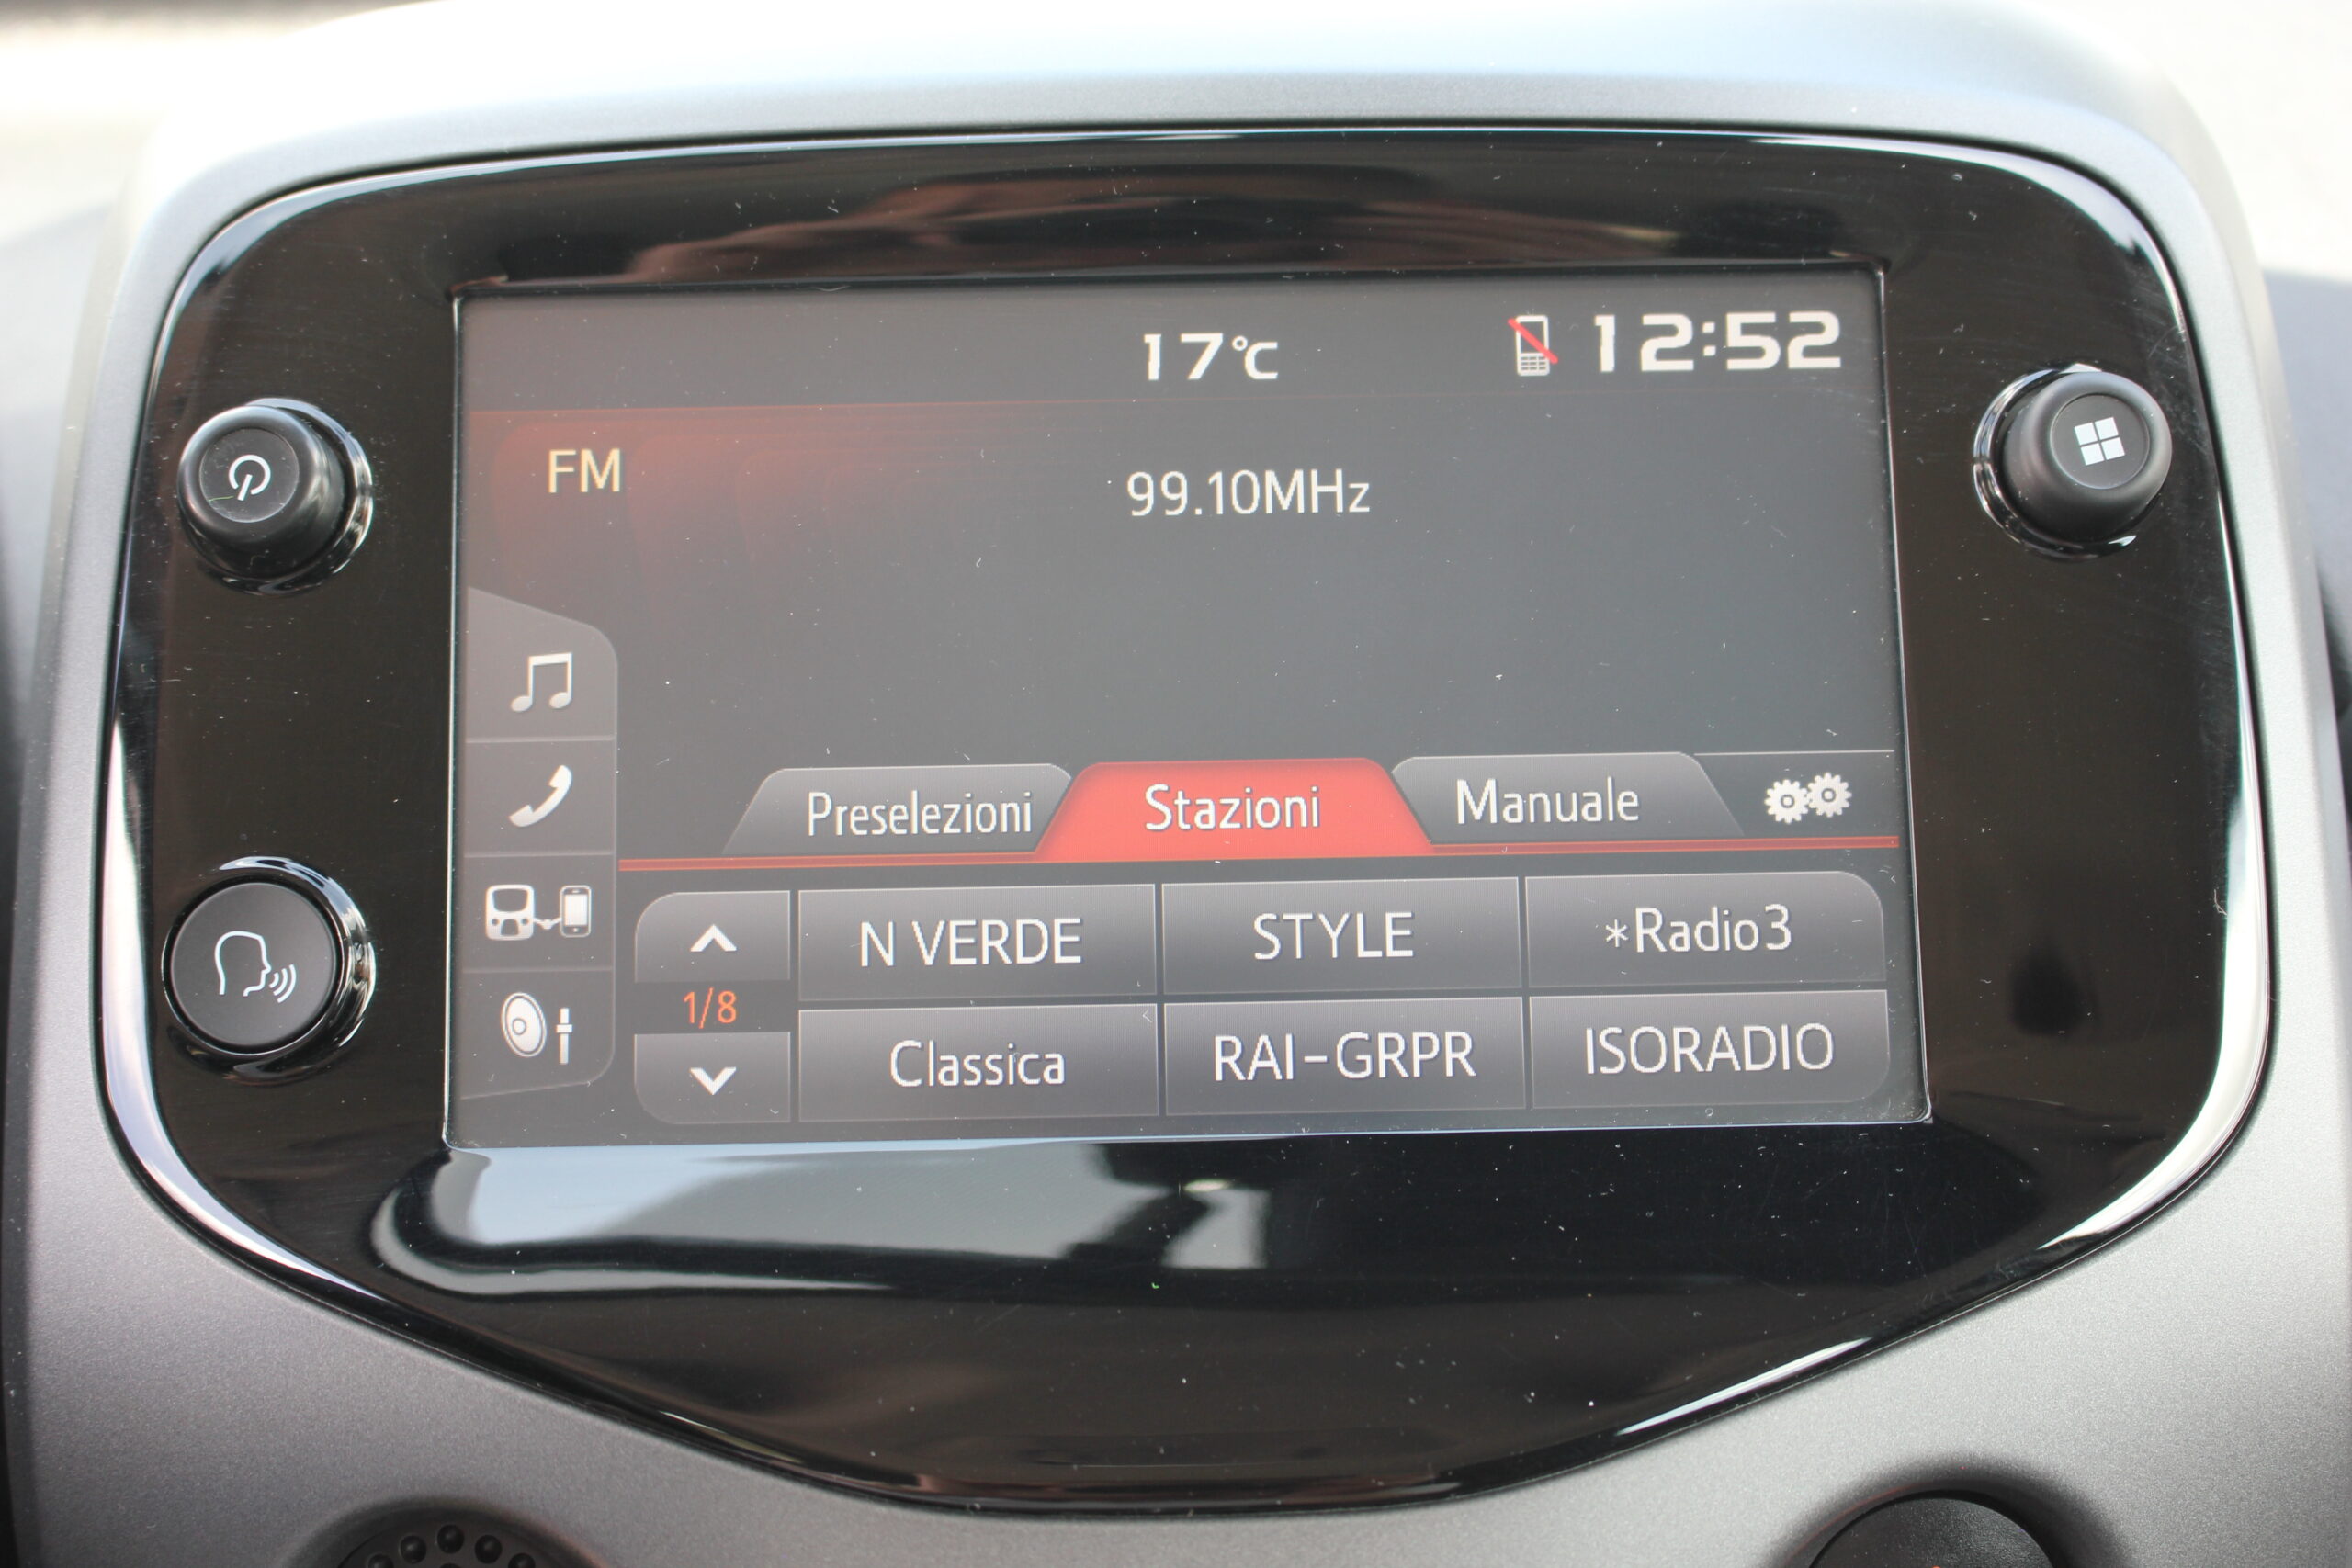 17°C 12:52
FM
99.10MHz
Preselezioni Stazioni Manuale
N VERDE STYLE *Radio3
1/8
Classica RAI-GRPR ISORADIO